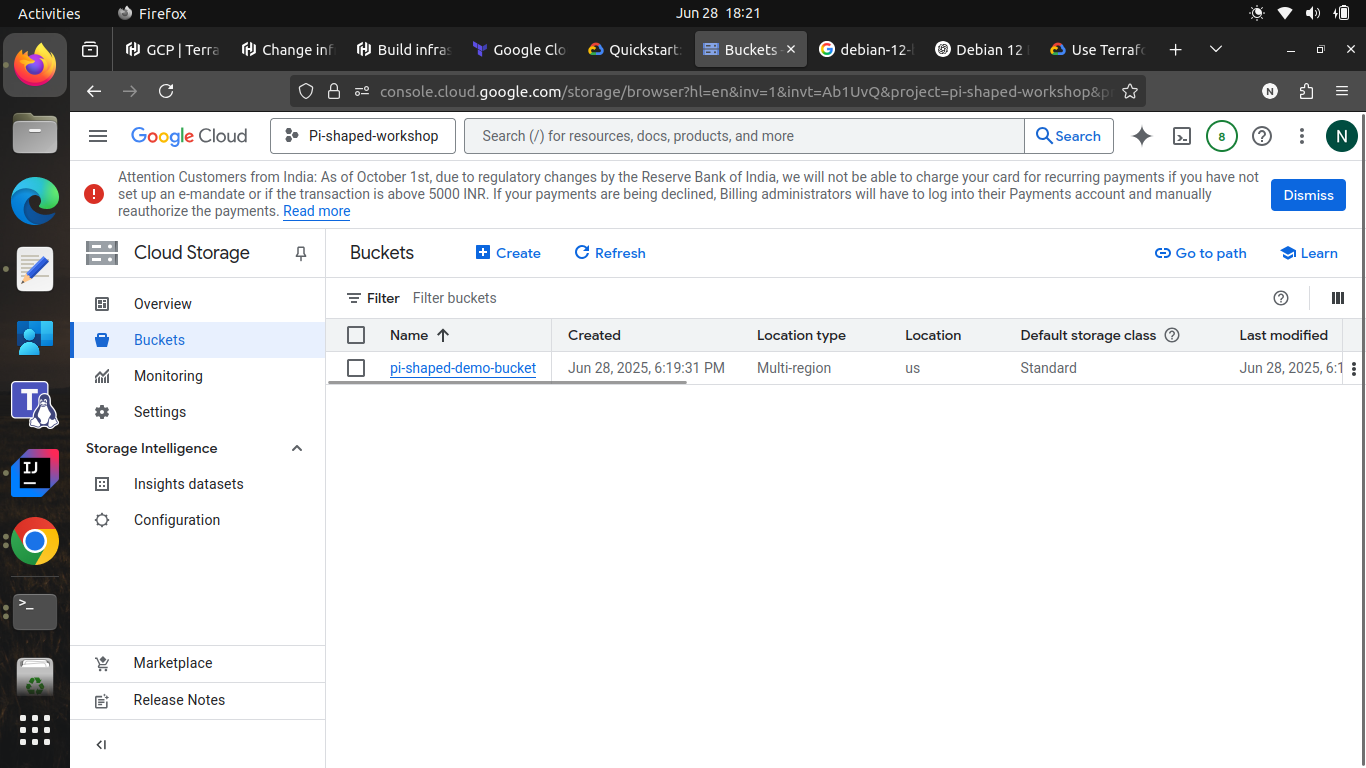 Activities Firefox Jun 28 18:21
GCP | Terra Change inf Build infras Google Clo Quickstart: Buckets debian-12- Debian 12 Use Terrafo
console.cloud.google.com/storage/browser?hl=en&inv=1&invt=Ab1UvQ&project=pi-shaped-workshop&p N
Google Cloud Pi-shaped-workshop Search (/) for resources, docs, products, and more Search 8 N
Attention Customers from India: As of October 1st, due to regulatory changes by the Reserve Bank of India, we will not be able to charge your card for recurring payments if you have not
set up an e-mandate or if the transaction is above 5000 INR. If your payments are being declined, Billing administrators will have to log into their Payments account and manually
reauthorize the payments. Read more
Dismiss
Cloud Storage
Buckets Create Refresh Go to path Learn
Overview
Buckets
Monitoring
Settings
Storage Intelligence
Insights datasets
Configuration
Marketplace
Release Notes
Filter Filter buckets
Name Created Location type Location Default storage class Last modified
pi-shaped-demo-bucket Jun 28, 2025, 6:19:31 PM Multi-region us Standard Jun 28, 2025, 6:1
T
IJ